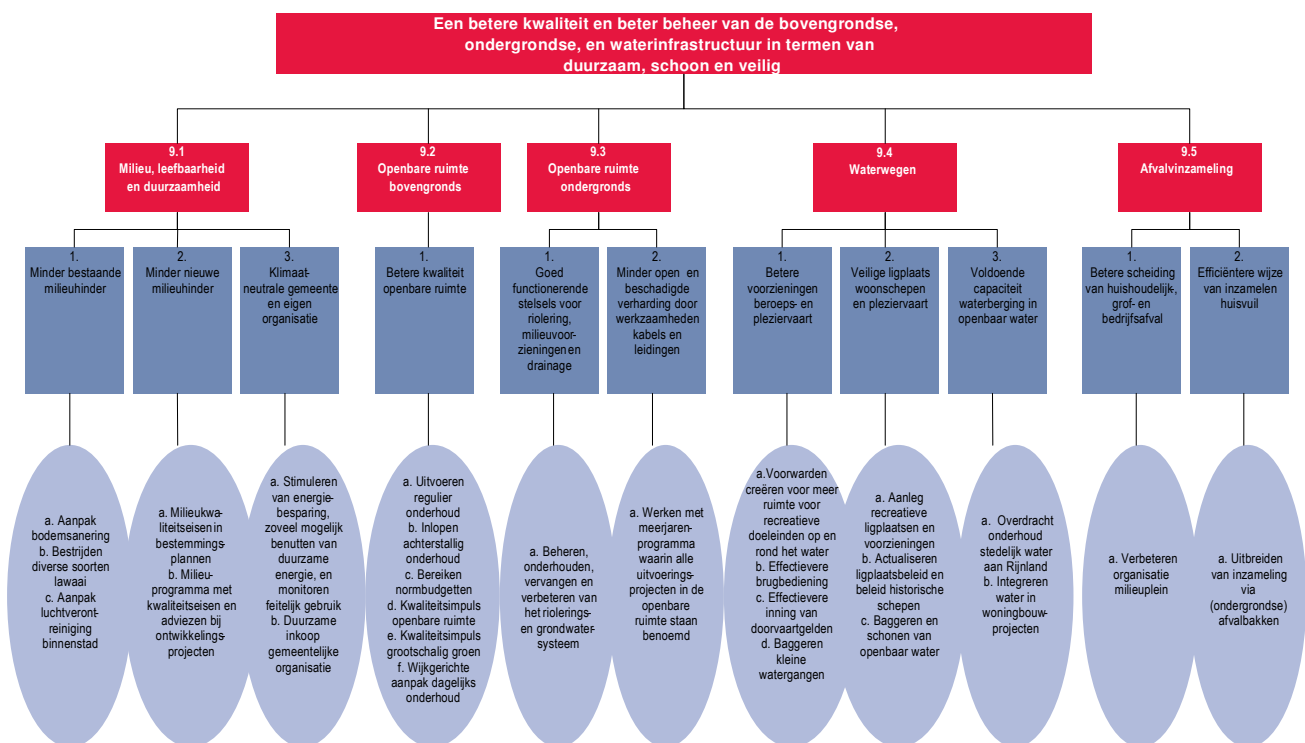 Een betere kwaliteit en beter beheer van de bovengrondse,
ondergrondse, en waterinfrastructuur in termen van
duurzaam, schoon en veilig
9.1
Milieu, leefbaarheid
en duurzaamheid
9.2
Openbare ruimte
bovengronds
9.3
Openbare ruimte
ondergronds
9.4
Waterwegen
9.5
Afvalvinzameling
1.
Minder bestaande
milieuhinder
2.
Minder nieuwe
milieuhinder
3.
Klimaat-
neutrale gemeente
en eigen
organisatie
1.
Betere kwaliteit
openbare ruimte
1.
Goed
functionerende
stelsels voor
riolering,
milieuvoor-
zieningen en
drainage
2.
Minder open en
beschadigde
verharding door
werkzaamheden
kabels en
leidingen
1.
Betere
voorzieningen
beroeps- en
pleziervaart
2.
Veilige ligplaats
woonschepen
en pleziervaart
3.
Voldoende
capaciteit
waterberging in
openbaar water
1.
Betere scheiding
van huishoudelijk-,
grof- en
bedrijfsafval
2.
Efficiëntere wijze
van inzamelen
huisvuil
a. Aanpak
bodemsanering
b. Bestrijden
diverse soorten
lawaai
c. Aanpak
luchtveront-
reiniging
binnenstad
a. Milieukwa-
liteitseisen in
bestemmings-
plannen
b. Milieu-
programma met
kwaliteitseisen en
adviezen bij
ontwikkelings-
projecten
a. Stimuleren
van energie-
besparing,
zoveel mogelijk
benutten van
duurzame
energie, en
monitoren
feitelijk gebruik
b. Duurzame
inkoop
gemeentelijke
organisatie
a. Uitvoeren
regulier
onderhoud
b. Inlopen
achterstallig
onderhoud
c. Bereiken
normbudgetten
d. Kwaliteitsimpuls
openbare ruimte
e. Kwaliteitsimpuls
grootschalig groen
f. Wijkgerichte
aanpak dagelijks
onderhoud
a. Beheren,
onderhouden,
vervangen en
verbeteren van
het riolerings-
en grondwater-
systeem
a. Werken met
meerjaren-
programma
waarin alle
uitvoerings-
projecten in de
openbare
ruimte staan
benoemd
a.Voorwarden
creëren voor meer
ruimte voor
recreatieve
doeleinden op en
rond het water
b. Effectievere
brugbediening
c. Effectievere
inning van
doorvaartgelden
d. Baggeren
kleine
watergangen
a. Aanleg
recreatieve
ligplaatsen en
voorzieningen
b. Actualiseren
ligplaatsbeleid en
beleid historische
schepen
c. Baggeren en
schonen van
openbaar water
a. Overdracht
onderhoud
stedelijk water
aan Rijnland
b. Integreren
water in
woningbouw-
projecten
a. Verbeteren
organisatie
milieuplein
a. Uitbreiden
van inzameling
via
(ondergrondse)
afvalbakken